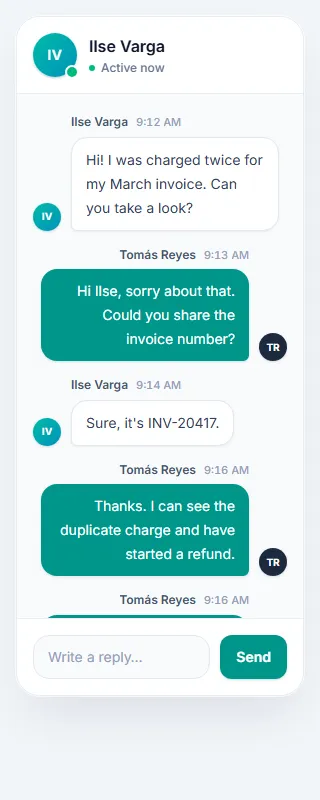 IV
Ilse Varga
Active now
Ilse Varga 9:12 AM
Hi! I was charged twice for
my March invoice. Can
you take a look?
IV
Tomás Reyes 9:13 AM
Hi Ilse, sorry about that.
Could you share the
invoice number?
TR
Ilse Varga 9:14 AM
Sure, it's INV-20417.
IV
Tomás Reyes 9:16 AM
Thanks. I can see the
duplicate charge and have
started a refund.
TR
Tomás Reyes 9:16 AM
Write a reply...
Send